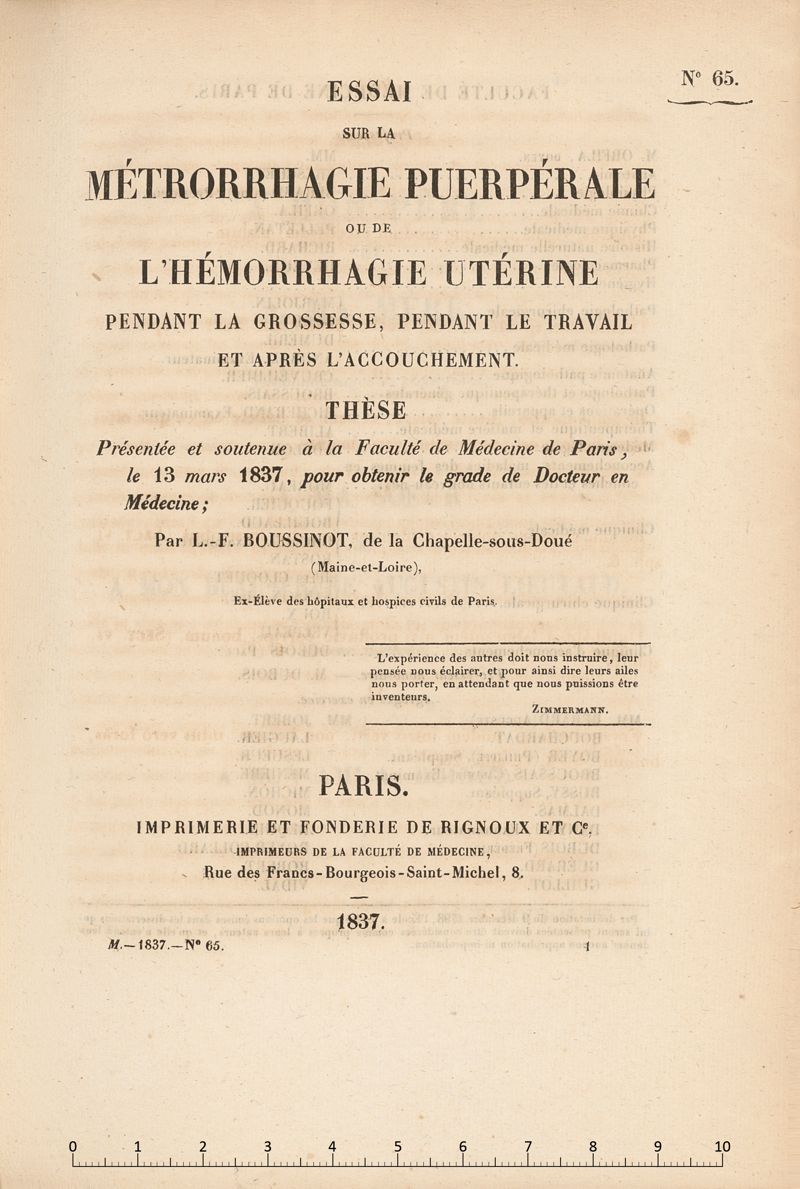 N° 65.
ESSAI
SUR LA
MÉTRORRHAGIE PUERPÉRALE
OU DE
L'HÉMORRHAGIE UTÉRINE
PENDANT LA GROSSESSE, PENDANT LE TRAVAIL
ET APRÈS L'ACCOUCHEMENT.
THÈSE
Présentée et soutenue à la Faculté de Médecine de Paris,
le 13 mars 1837, pour obtenir le grade de Docteur en
Médecine;
Par L.-F. BOUSSINOT, de la Chapelle-sous-Doué
(Maine-et-Loire),
Ex-Élève des hôpitaux et hospices civils de Paris.
L'expérience des autres doit nous instruire, leur
pensée nous éclairer, et pour ainsi dire leurs ailes
nous porter, en attendant que nous puissions être
inventeurs.
ZIMMERMANN.
PARIS.
IMPRIMERIE ET FONDERIE DE RIGNOUX ET Ce,
IMPRIMEURS DE LA FACULTÉ DE MÉDECINE,
Rue des Francs-Bourgeois-Saint-Michel, 8.
1837.
M.—1837.—N° 65. 1
0 1 2 3 4 5 6 7 8 9 10